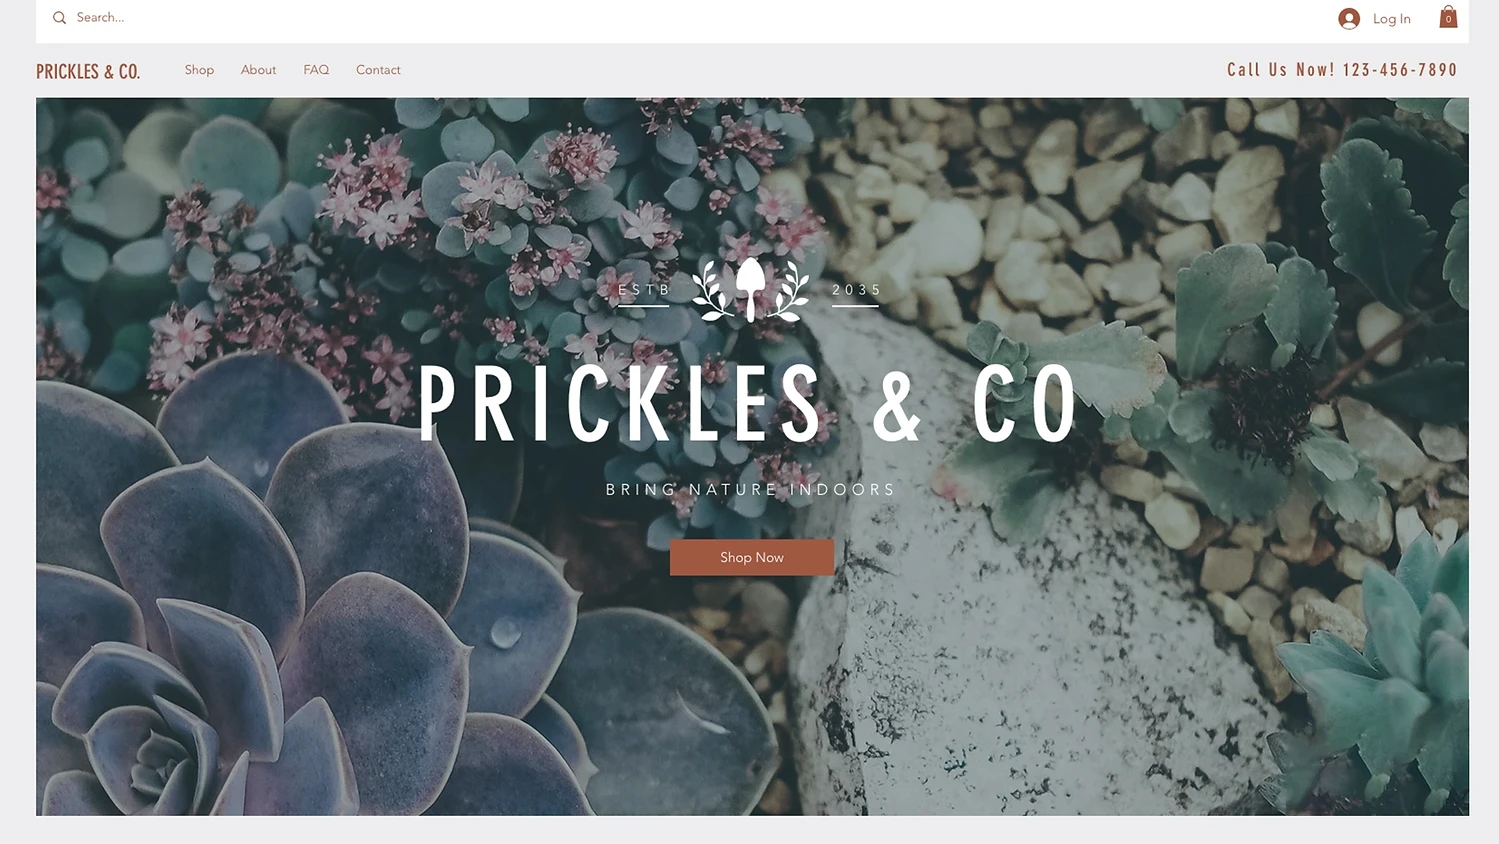 Search...
Log In
0
PRICKLES & CO.
Shop
About
FAQ
Contact
Call Us Now! 123-456-7890
ESTB
2035
PRICKLES & CO
BRING NATURE INDOORS
Shop Now